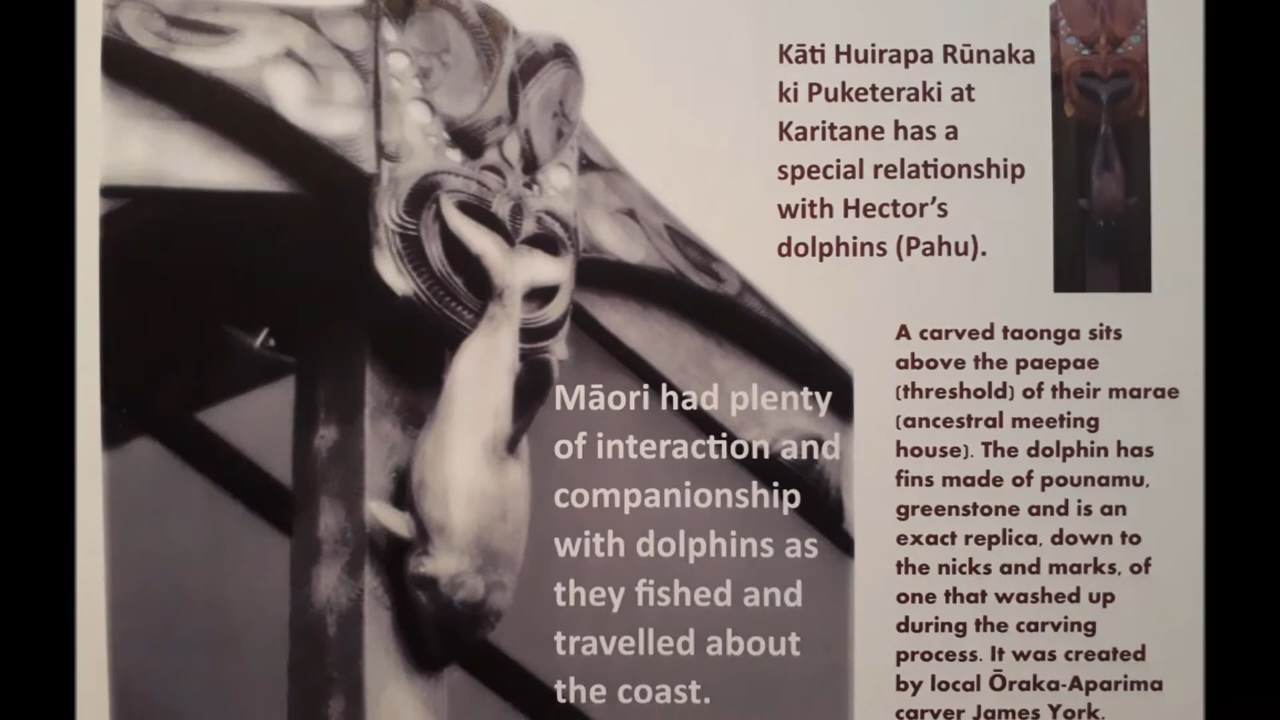 Kāti Huirapa Rūnaka
ki Puketeraki at
Karitane has a
special relationship
with Hector's
dolphins (Pahu).
Māori had plenty
of interaction and
companionship
with dolphins as
they fished and
travelled about
the coast.
A carved taonga sits
above the paepae
(threshold) of their marae
(ancestral meeting
house). The dolphin has
fins made of pounamu,
greenstone and is an
exact replica, down to
the nicks and marks, of
one that washed up
during the carving
process. It was created
by local Ōraka-Aparima
carver James York.